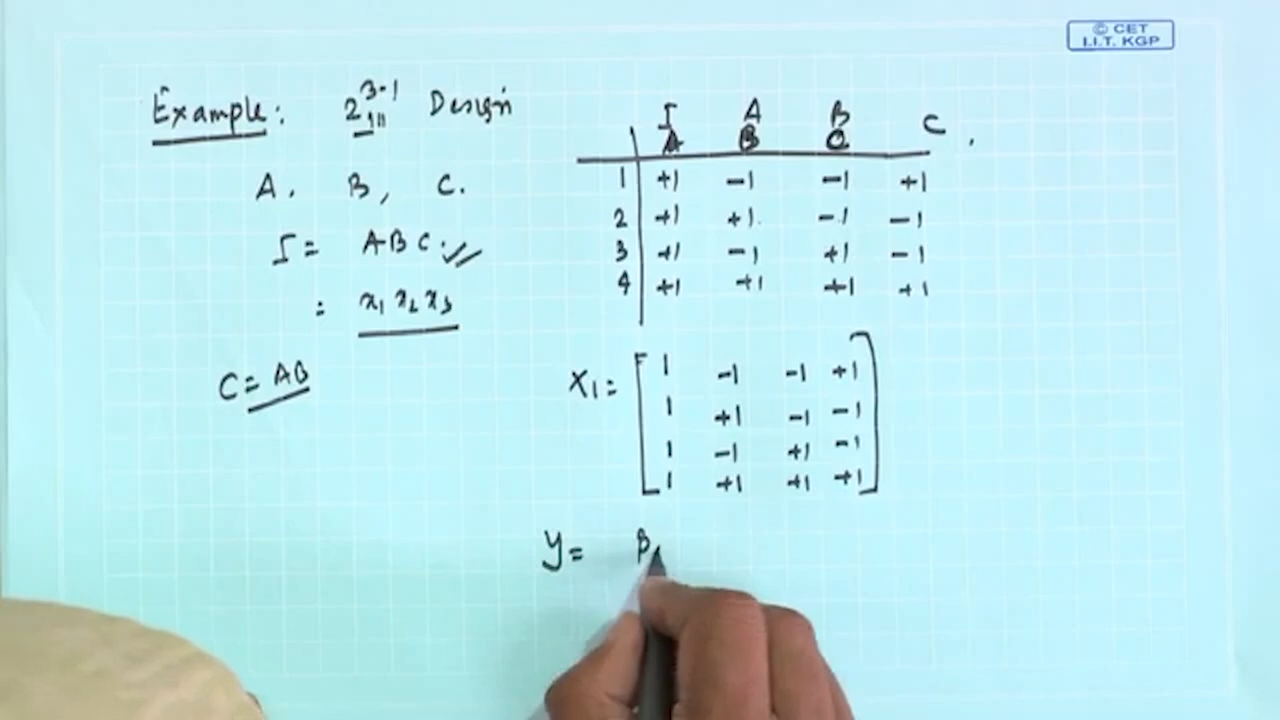 © CET
I.I.T. KGP
Example: 2_{III}^{3-1} Design
A. B, C.
I = ABC.
= x₁ x₂ x₃
C = AB
I A B C .
1 +1 -1 -1 +1
2 +1 +1 -1 -1
3 +1 -1 +1 -1
4 +1 +1 +1 +1
X₁ =
1 -1 -1 +1
1 +1 -1 -1
1 -1 +1 -1
1 +1 +1 +1
y = β